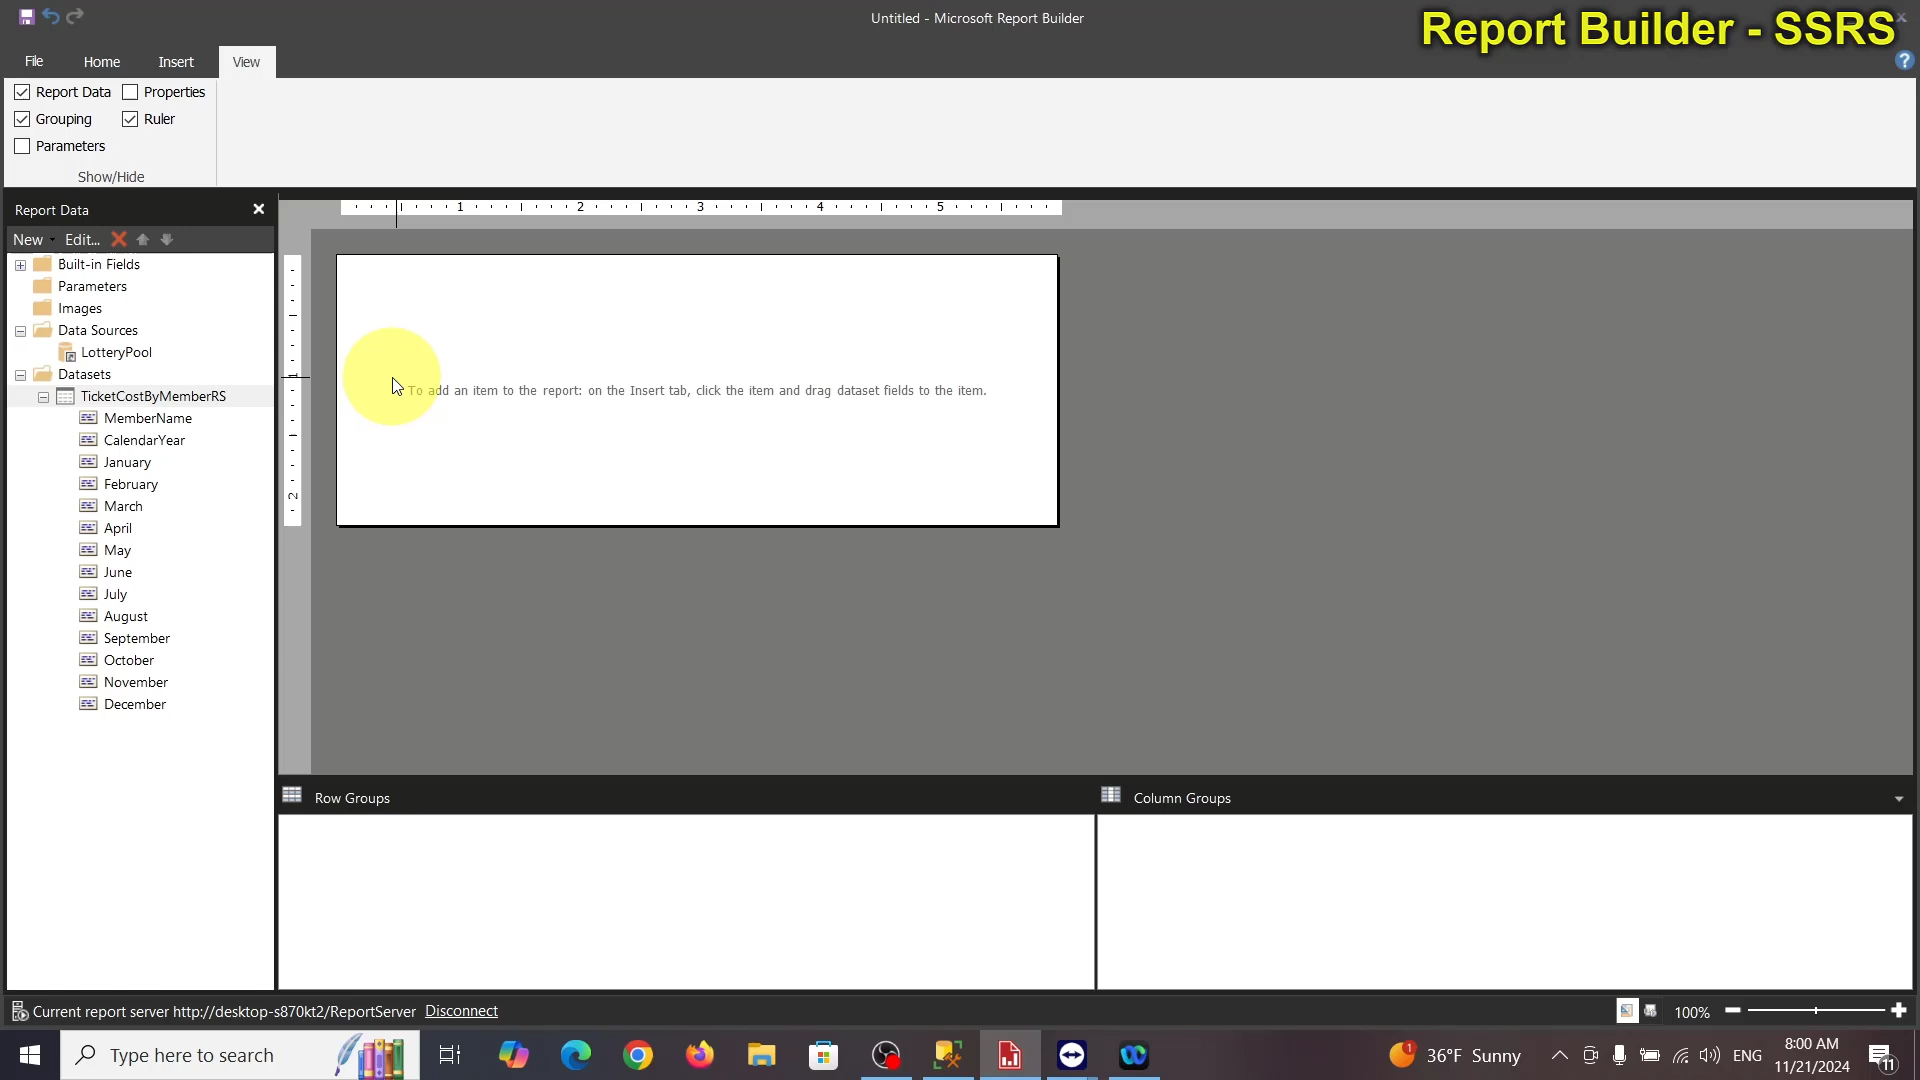 Untitled - Microsoft Report Builder
Report Builder - SSRS
File Home Insert View
Report Data Properties
Grouping Ruler
Parameters
Show/Hide
Report Data
New Edit...
Built-in Fields
Parameters
Images
Data Sources
LotteryPool
Datasets
TicketCostByMemberRS
MemberName
CalendarYear
January
February
March
April
May
June
July
August
September
October
November
December
1 2 3 4 5
1
2
To add an item to the report: on the Insert tab, click the item and drag dataset fields to the item.
Row Groups
Column Groups
Current report server http://desktop-s870kt2/ReportServer Disconnect
100%
Type here to search
1
36°F Sunny
ENG
8:00 AM
11/21/2024
11